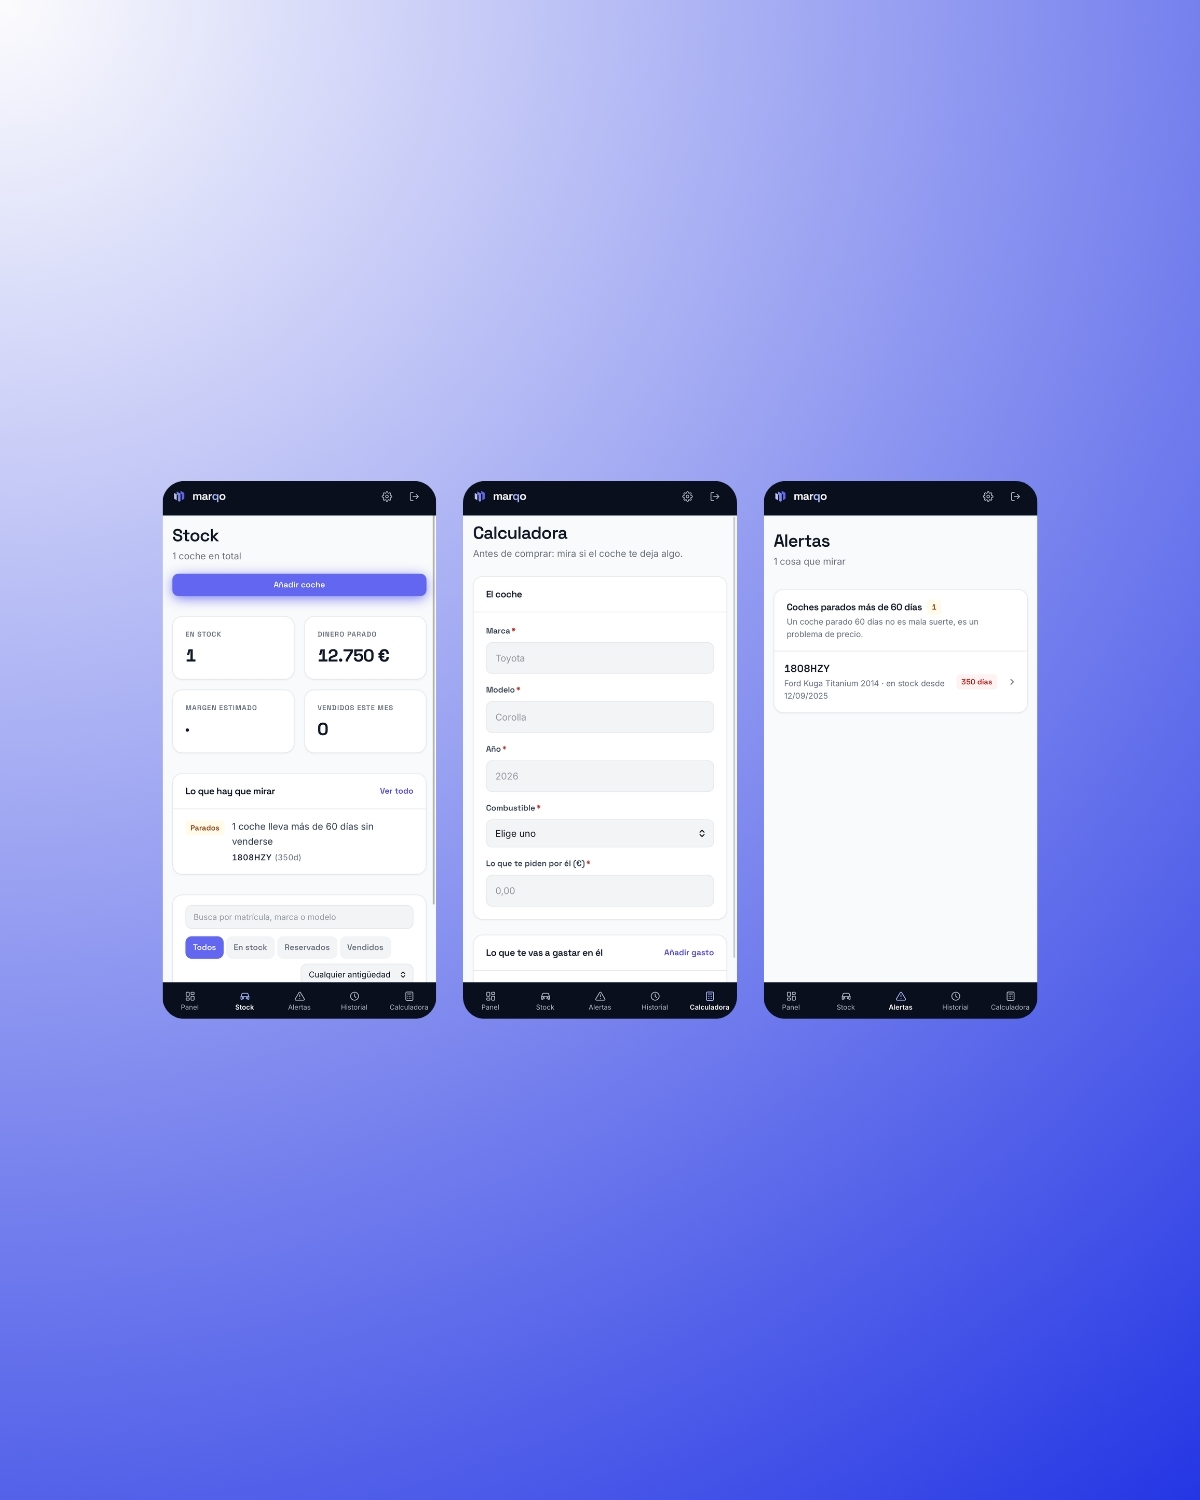 marqo
Stock
1 coche en total
Añadir coche
EN STOCK
1
DINERO PARADO
12.750 €
MARGEN ESTIMADO
·
VENDIDOS ESTE MES
0
Lo que hay que mirar
Ver todo
Parados
1 coche lleva más de 60 días sin
venderse
1808HZY (350d)
Busca por matrícula, marca o modelo
Todos
En stock
Reservados
Vendidos
Cualquier antigüedad
Panel
Stock
Alertas
Historial
Calculadora
marqo
Calculadora
Antes de comprar: mira si el coche te deja algo.
El coche
Marca *
Toyota
Modelo *
Corolla
Año *
2026
Combustible *
Elige uno
Lo que te piden por él (€) *
0,00
Lo que te vas a gastar en él
Añadir gasto
Panel
Stock
Alertas
Historial
Calculadora
marqo
Alertas
1 cosa que mirar
Coches parados más de 60 días 1
Un coche parado 60 días no es mala suerte, es un
problema de precio.
1808HZY
Ford Kuga Titanium 2014 · en stock desde
12/09/2025
350 días
Panel
Stock
Alertas
Historial
Calculadora